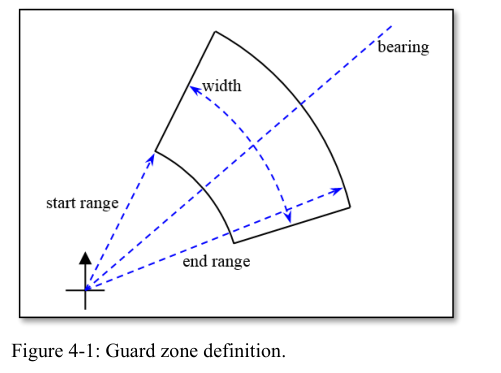 bearing
width
start range
end range
Figure 4-1: Guard zone definition.